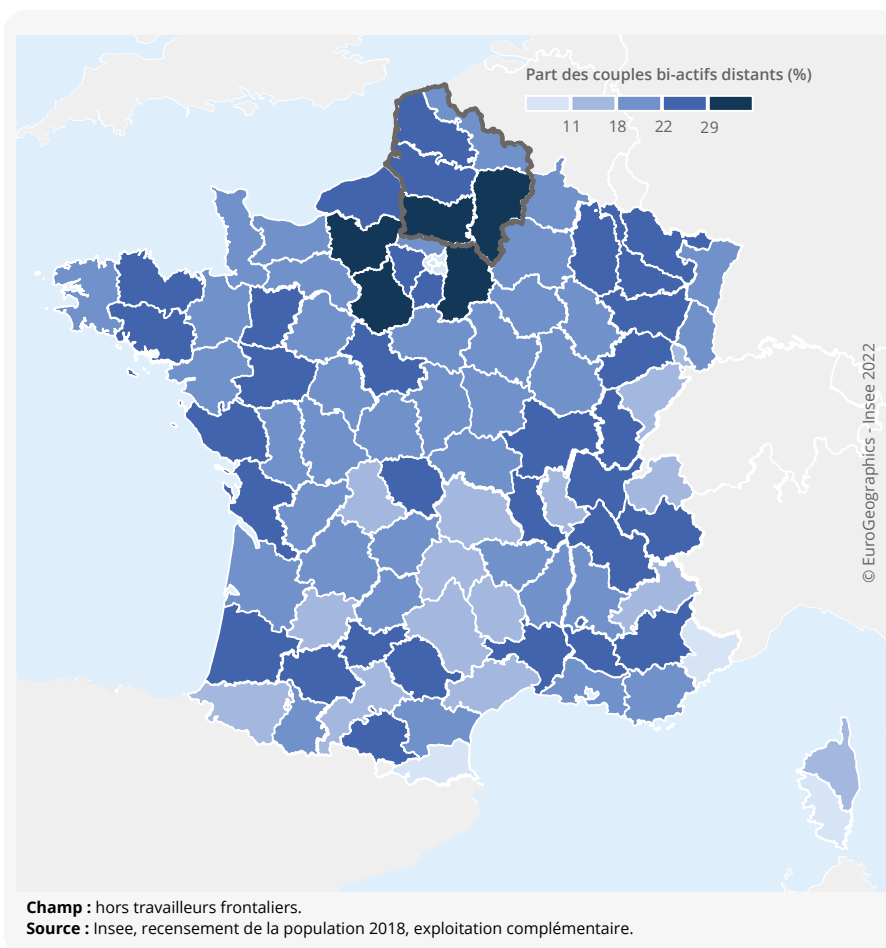 Part des couples bi-actifs distants (%)
11 18 22 29
© EuroGeographics - Insee 2022
Champ : hors travailleurs frontaliers.
Source : Insee, recensement de la population 2018, exploitation complémentaire.